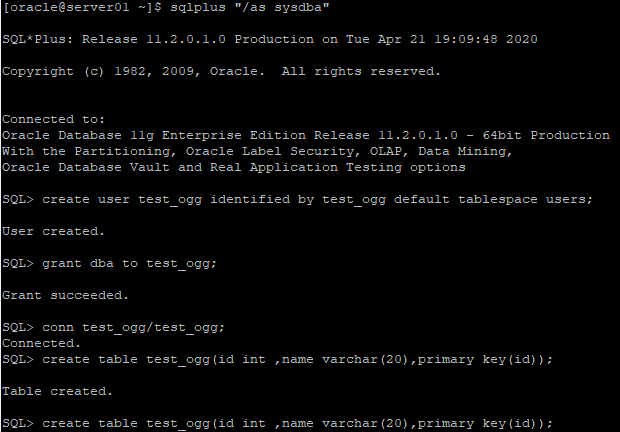 [oracle@server01 ~]$ sqlplus "/as sysdba"
SQL*Plus: Release 11.2.0.1.0 Production on Tue Apr 21 19:09:48 2020
Copyright (c) 1982, 2009, Oracle.  All rights reserved.
Connected to:
Oracle Database 11g Enterprise Edition Release 11.2.0.1.0 - 64bit Production
With the Partitioning, Oracle Label Security, OLAP, Data Mining,
Oracle Database Vault and Real Application Testing options
SQL> create user test_ogg identified by test_ogg default tablespace users;
User created.
SQL> grant dba to test_ogg;
Grant succeeded.
SQL> conn test_ogg/test_ogg;
Connected.
SQL> create table test_ogg(id int ,name varchar(20),primary key(id));
Table created.
SQL> create table test_ogg(id int ,name varchar(20),primary key(id));